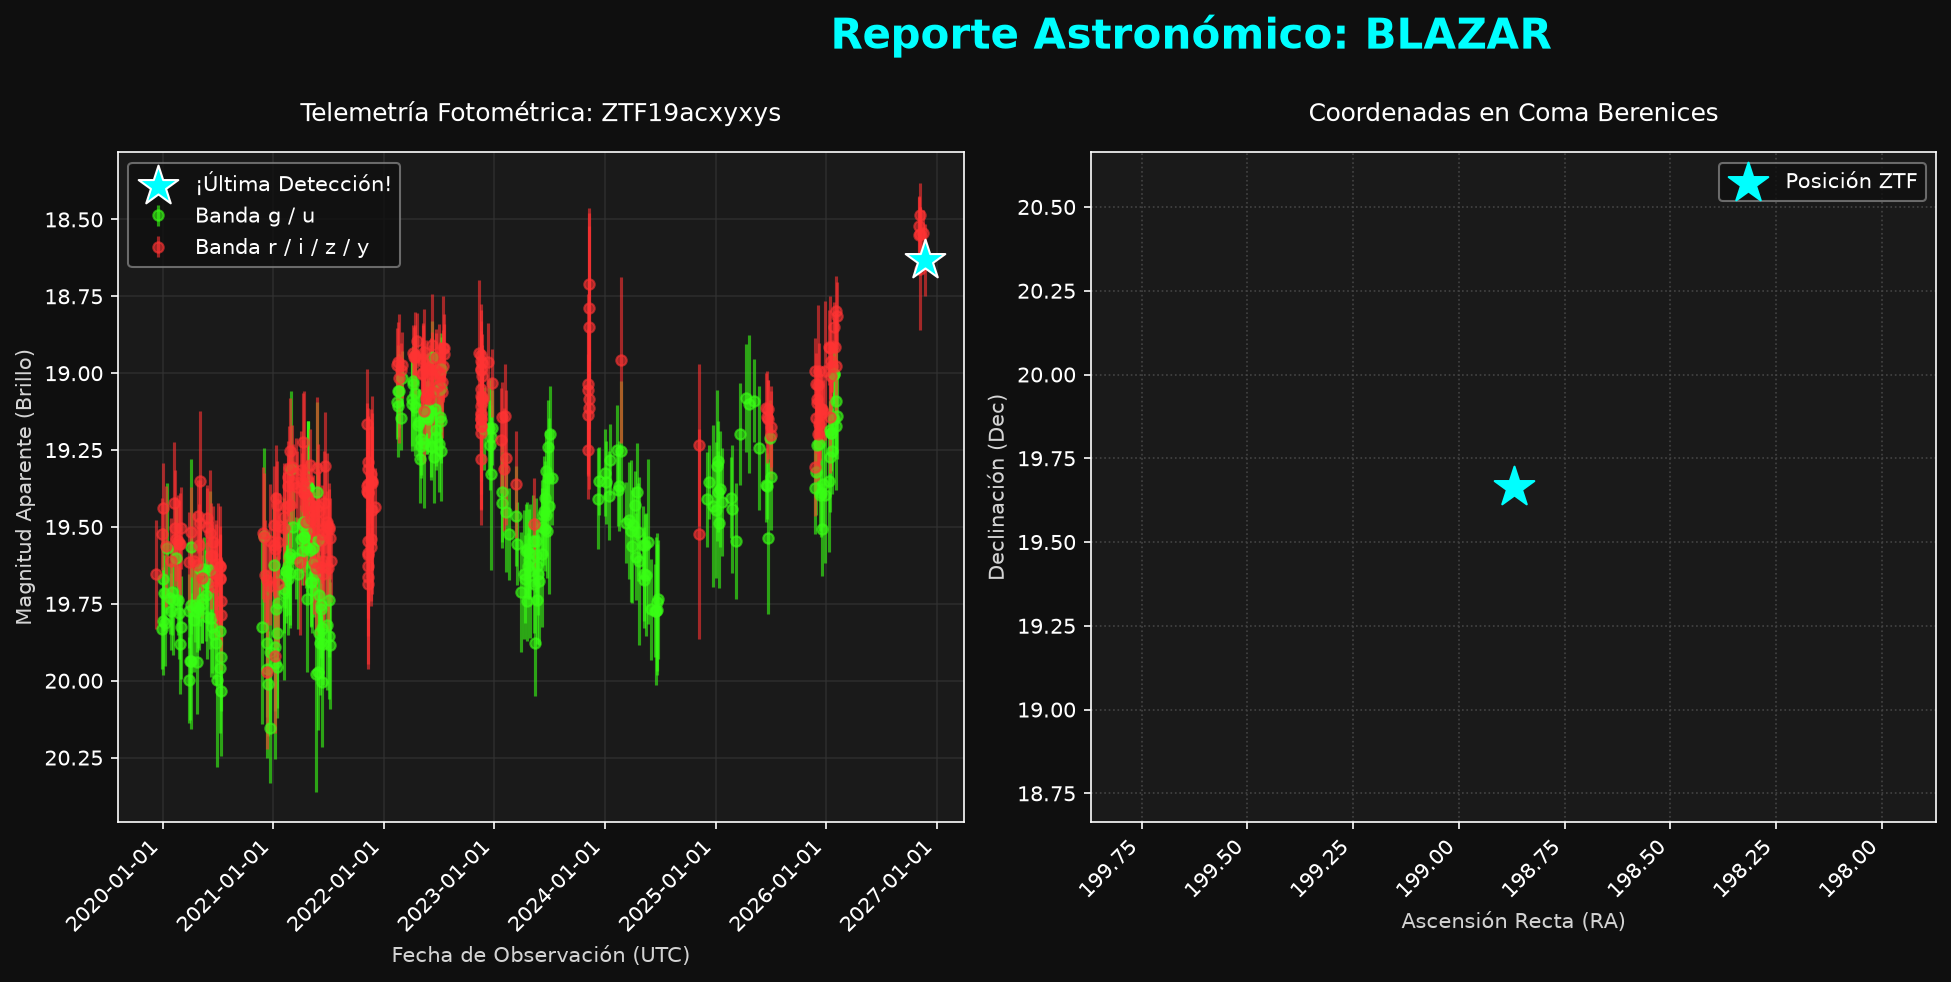 Reporte Astronómico: BLAZAR
Telemetría Fotométrica: ZTF19acxyxys
¡Última Detección!
Banda g / u
Banda r / i / z / y
Magnitud Aparente (Brillo)
18.50
18.75
19.00
19.25
19.50
19.75
20.00
20.25
2020-01-01
2021-01-01
2022-01-01
2023-01-01
2024-01-01
2025-01-01
2026-01-01
2027-01-01
Fecha de Observación (UTC)
Coordenadas en Coma Berenices
Posición ZTF
Declinación (Dec)
20.50
20.25
20.00
19.75
19.50
19.25
19.00
18.75
199.75
199.50
199.25
199.00
198.75
198.50
198.25
198.00
Ascensión Recta (RA)